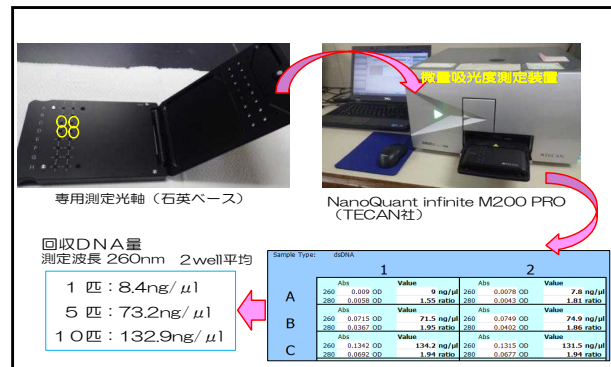 微量吸光度測定装置
TECAN
専用測定光軸（石英ベース）
NanoQuant infinite M200 PRO
（TECAN社）
回収DNA量
測定波長 260nm 2well平均
1 匹：8.4ng/μl
5 匹：73.2ng/μl
10匹：132.9ng/μl
Sample Type: dsDNA
1 2
Abs Value Abs Value
A
260 0.009 OD 9 ng/µl 260 0.0078 OD 7.8 ng/µl
280 0.0058 OD 1.55 ratio 280 0.0043 OD 1.81 ratio
Abs Value Abs Value
B
260 0.0715 OD 71.5 ng/µl 260 0.0749 OD 74.9 ng/µl
280 0.0367 OD 1.95 ratio 280 0.0402 OD 1.86 ratio
Abs Value Abs Value
C
260 0.1342 OD 134.2 ng/µl 260 0.1315 OD 131.5 ng/µl
280 0.0692 OD 1.94 ratio 280 0.0677 OD 1.94 ratio